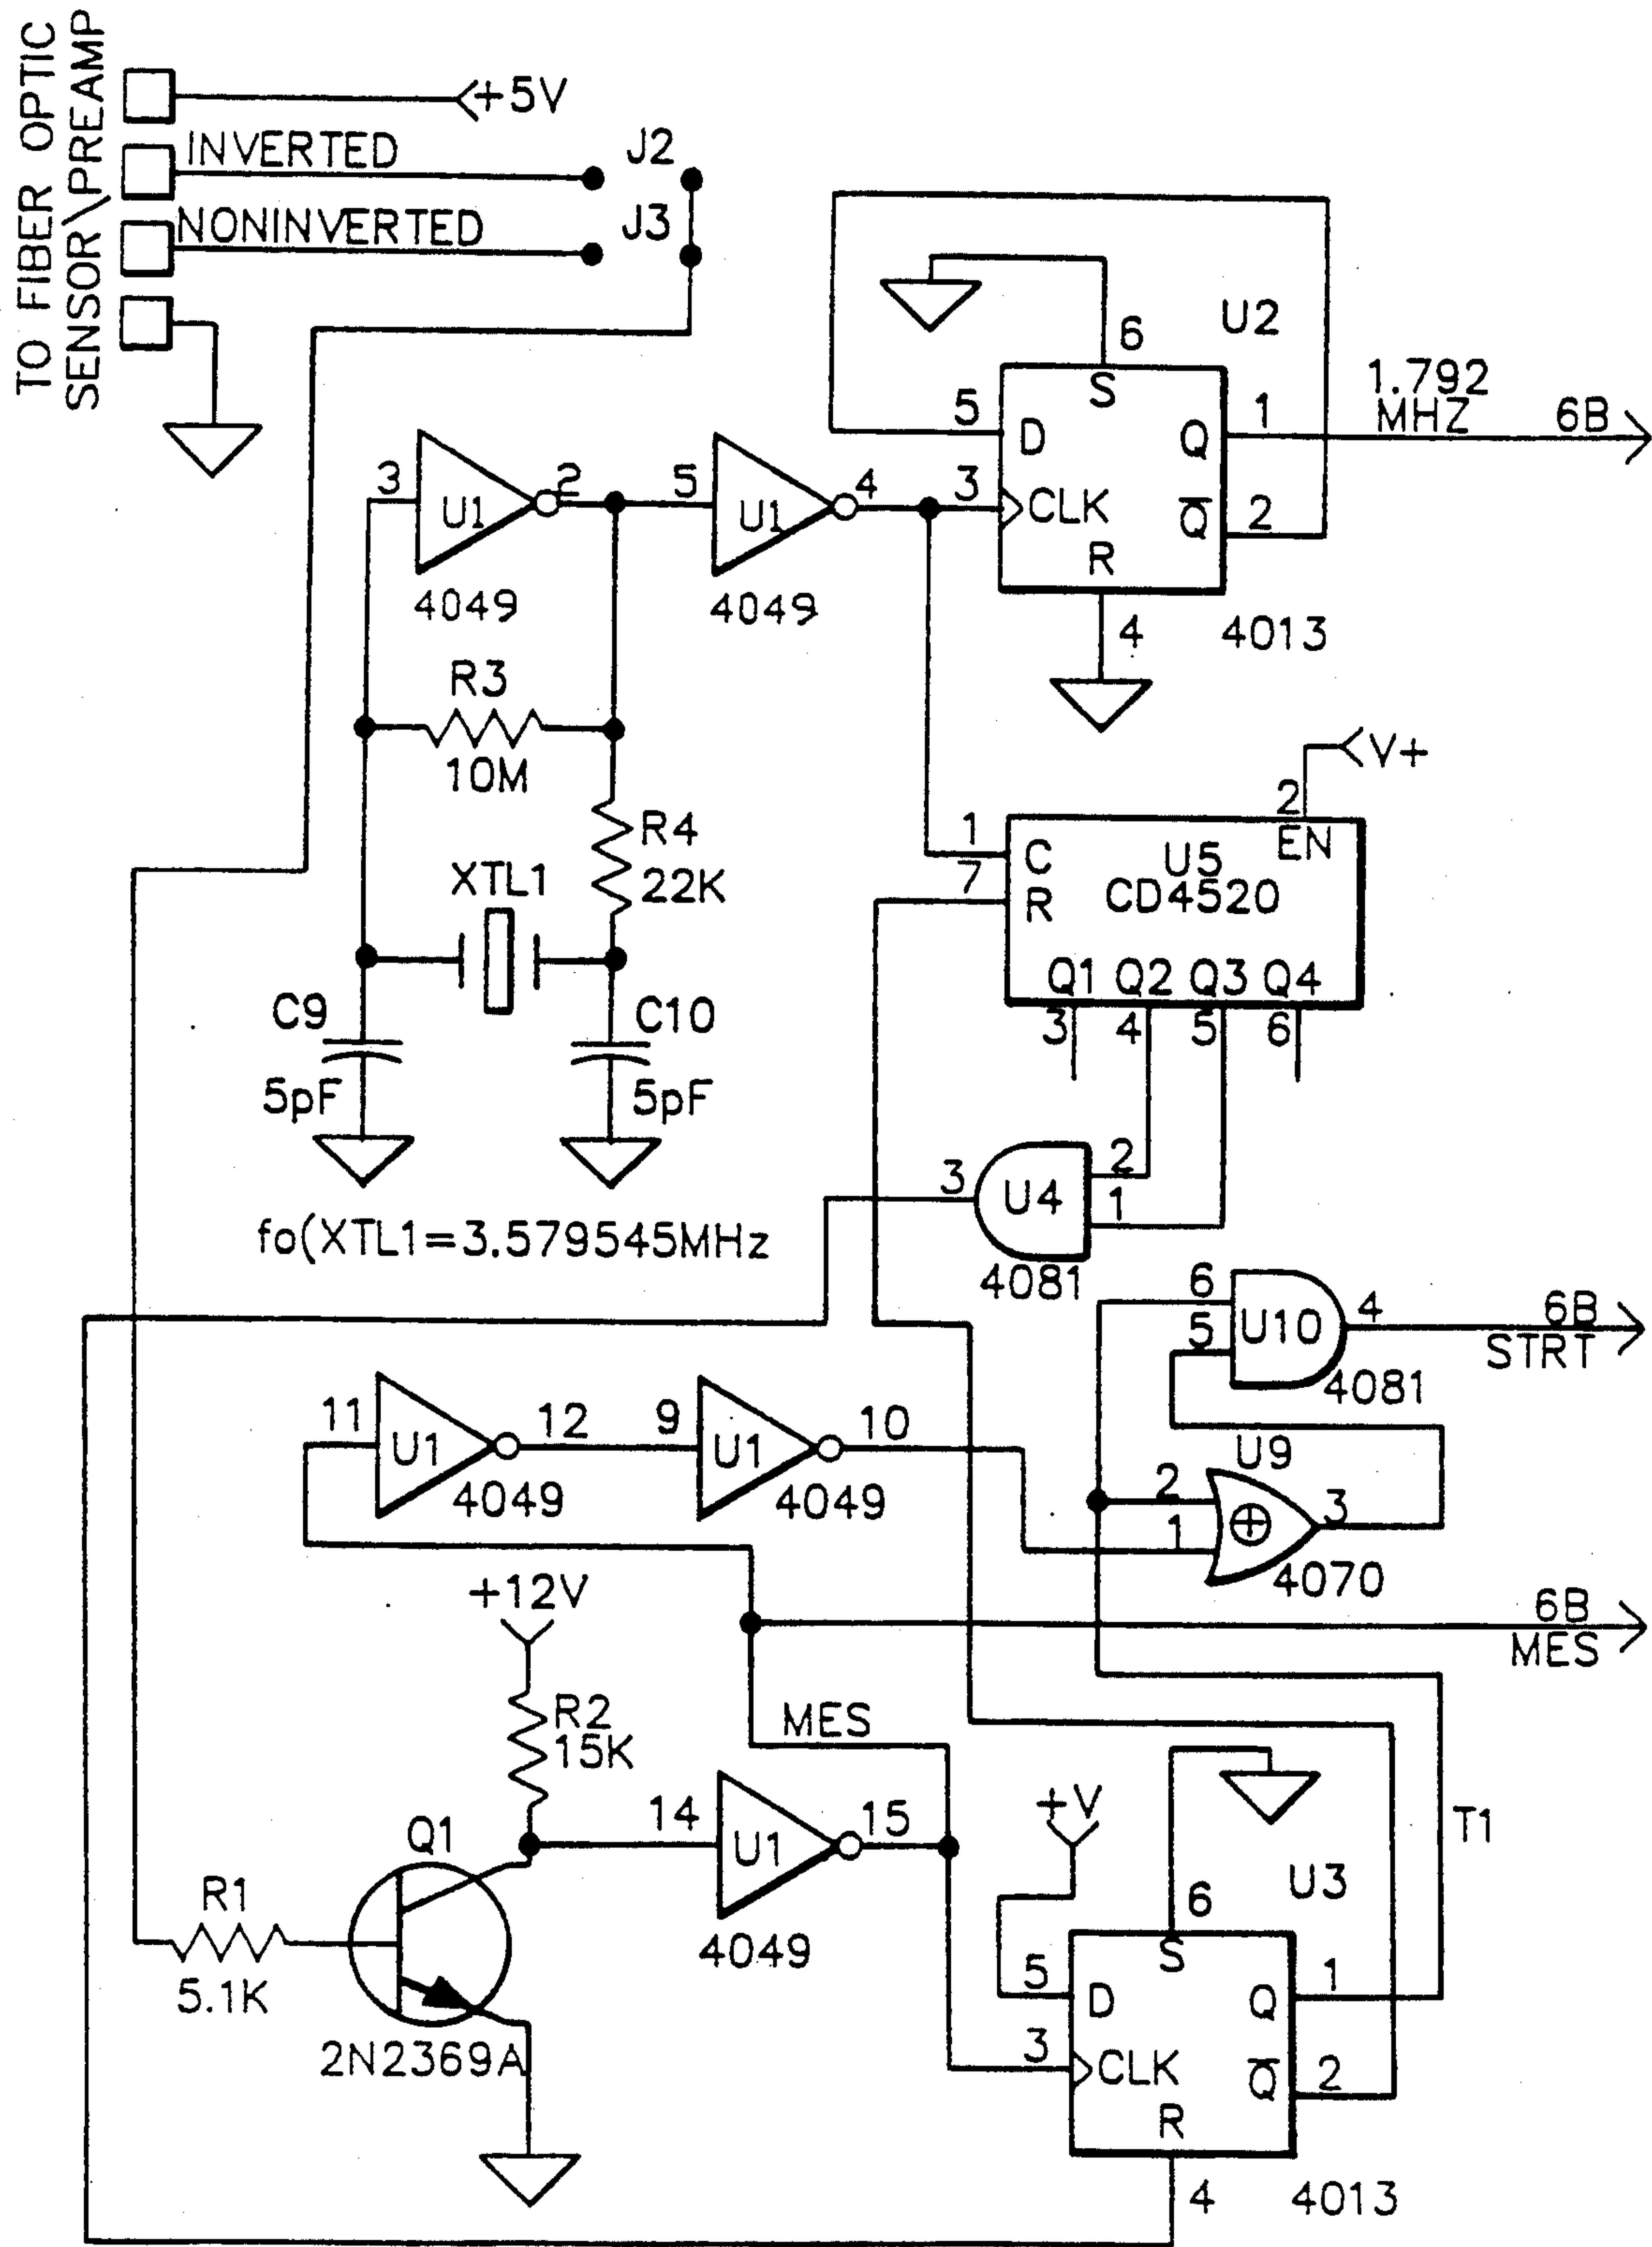 TO FIBER OPTIC
SENSOR\PREAMP
+5V
INVERTED
J2
NONINVERTED
J3
6
U2
S
5
D
Q
1
1.792
MHZ
6B
3
U1
2
5
U1
4
3
CLK
Q̅
2
R
4049
4049
4
4013
R3
10M
V+
2
R4
22K
1
C
U5
EN
7
R
CD4520
XTL1
Q1
Q2
Q3
Q4
3
4
5
6
C9
5pF
C10
5pF
3
U4
2
1
4081
fo(XTL1=3.579545MHz
6
5
U10
4
6B
STRT
4081
11
U1
12
9
U1
10
4049
4049
U9
2
1
3
4070
+12V
6B
MES
R2
15K
MES
+V
T1
Q1
14
U1
15
4049
U3
6
S
R1
5.1K
5
D
Q
1
2N2369A
3
CLK
Q̅
2
R
4
4013